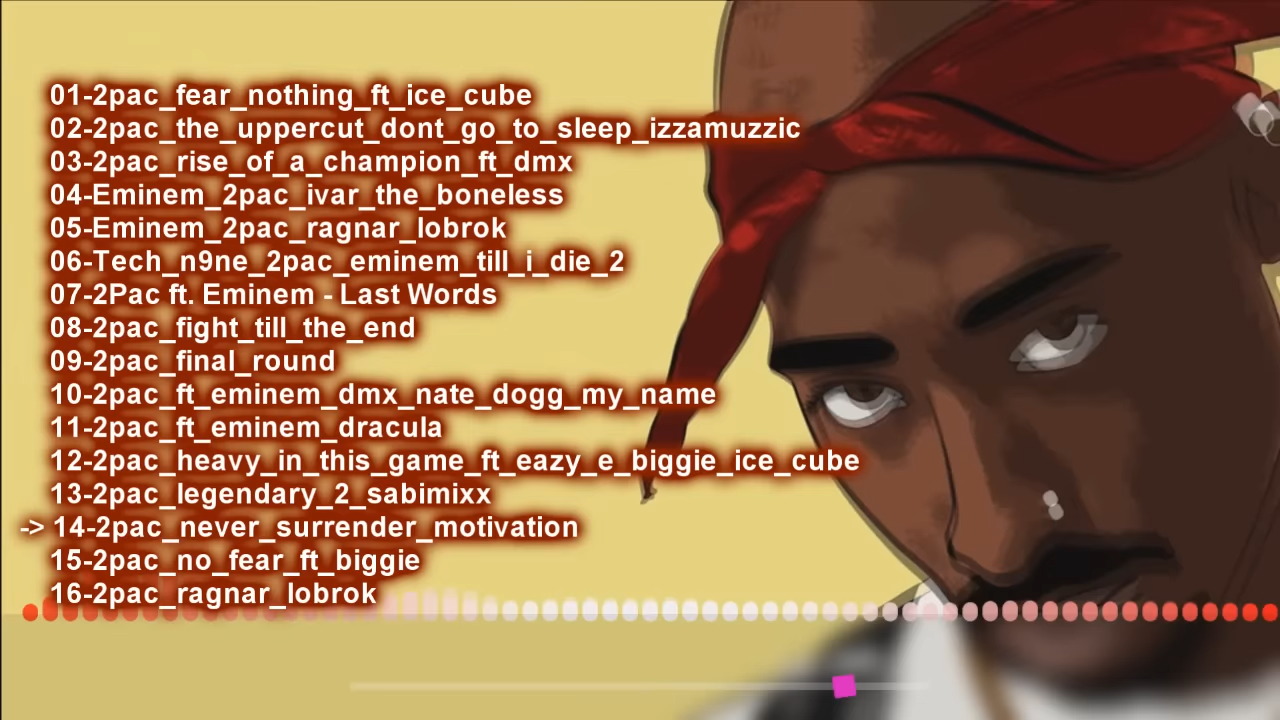 01-2pac_fear_nothing_ft_ice_cube
02-2pac_the_uppercut_dont_go_to_sleep_izzamuzzic
03-2pac_rise_of_a_champion_ft_dmx
04-Eminem_2pac_ivar_the_boneless
05-Eminem_2pac_ragnar_lobrok
06-Tech_n9ne_2pac_eminem_till_i_die_2
07-2Pac ft. Eminem - Last Words
08-2pac_fight_till_the_end
09-2pac_final_round
10-2pac_ft_eminem_dmx_nate_dogg_my_name
11-2pac_ft_eminem_dracula
12-2pac_heavy_in_this_game_ft_eazy_e_biggie_ice_cube
13-2pac_legendary_2_sabimixx
-> 14-2pac_never_surrender_motivation
15-2pac_no_fear_ft_biggie
16-2pac_ragnar_lobrok